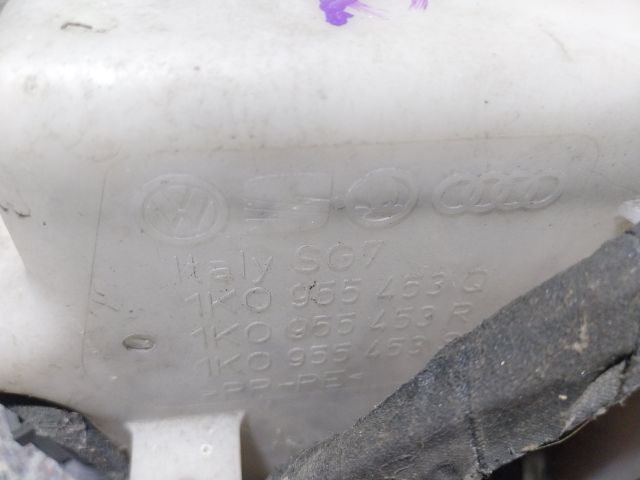 Italy SG7
1K0 955 453 Q
1K0 955 453 R
1K0 955 453
>PP-PE<